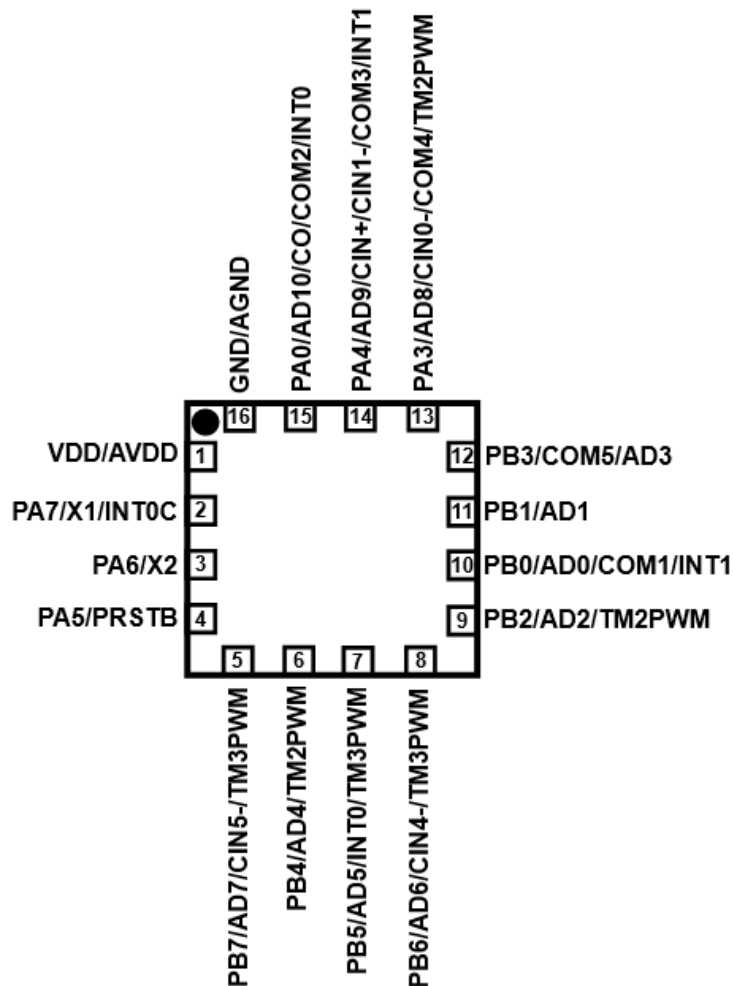 GND/AGND
PA0/AD10/CO/COM2/INT0
PA4/AD9/CIN+/CIN1-/COM3/INT1
PA3/AD8/CIN0-/COM4/TM2PWM
16 15 14 13
VDD/AVDD 1
12 PB3/COM5/AD3
PA7/X1/INT0C 2
11 PB1/AD1
PA6/X2 3
10 PB0/AD0/COM1/INT1
PA5/PRSTB 4
9 PB2/AD2/TM2PWM
5 6 7 8
PB7/AD7/CIN5-/TM3PWM
PB4/AD4/TM2PWM
PB5/AD5/INT0/TM3PWM
PB6/AD6/CIN4-/TM3PWM